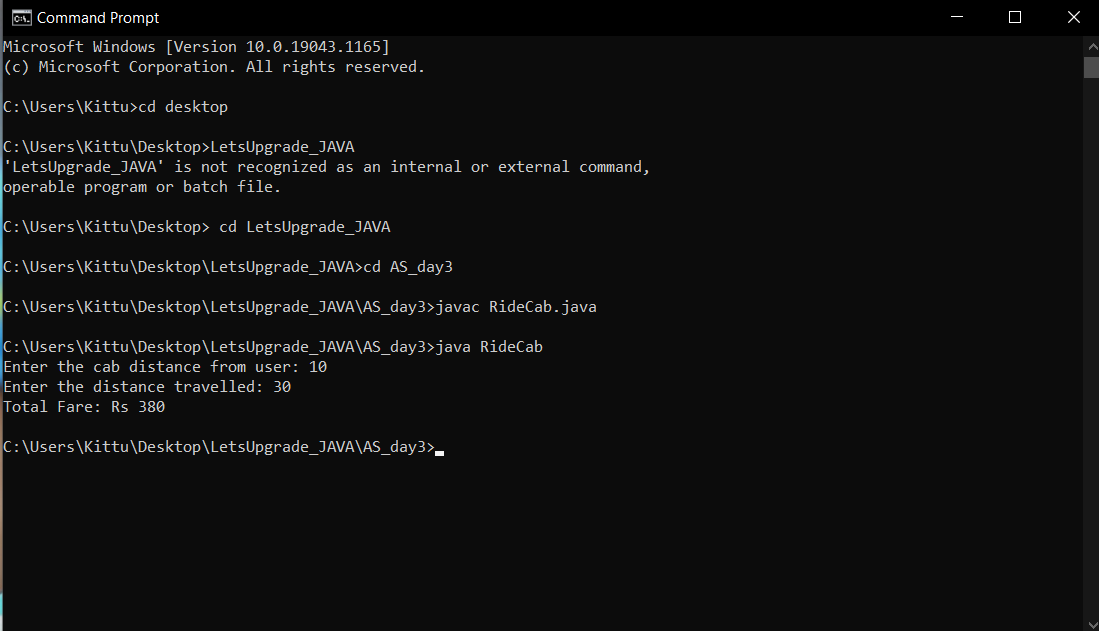 Command Prompt
Microsoft Windows [Version 10.0.19043.1165]
(c) Microsoft Corporation. All rights reserved.
C:\Users\Kittu>cd desktop
C:\Users\Kittu\Desktop>LetsUpgrade_JAVA
'LetsUpgrade_JAVA' is not recognized as an internal or external command,
operable program or batch file.
C:\Users\Kittu\Desktop> cd LetsUpgrade_JAVA
C:\Users\Kittu\Desktop\LetsUpgrade_JAVA>cd AS_day3
C:\Users\Kittu\Desktop\LetsUpgrade_JAVA\AS_day3>javac RideCab.java
C:\Users\Kittu\Desktop\LetsUpgrade_JAVA\AS_day3>java RideCab
Enter the cab distance from user: 10
Enter the distance travelled: 30
Total Fare: Rs 380
C:\Users\Kittu\Desktop\LetsUpgrade_JAVA\AS_day3>